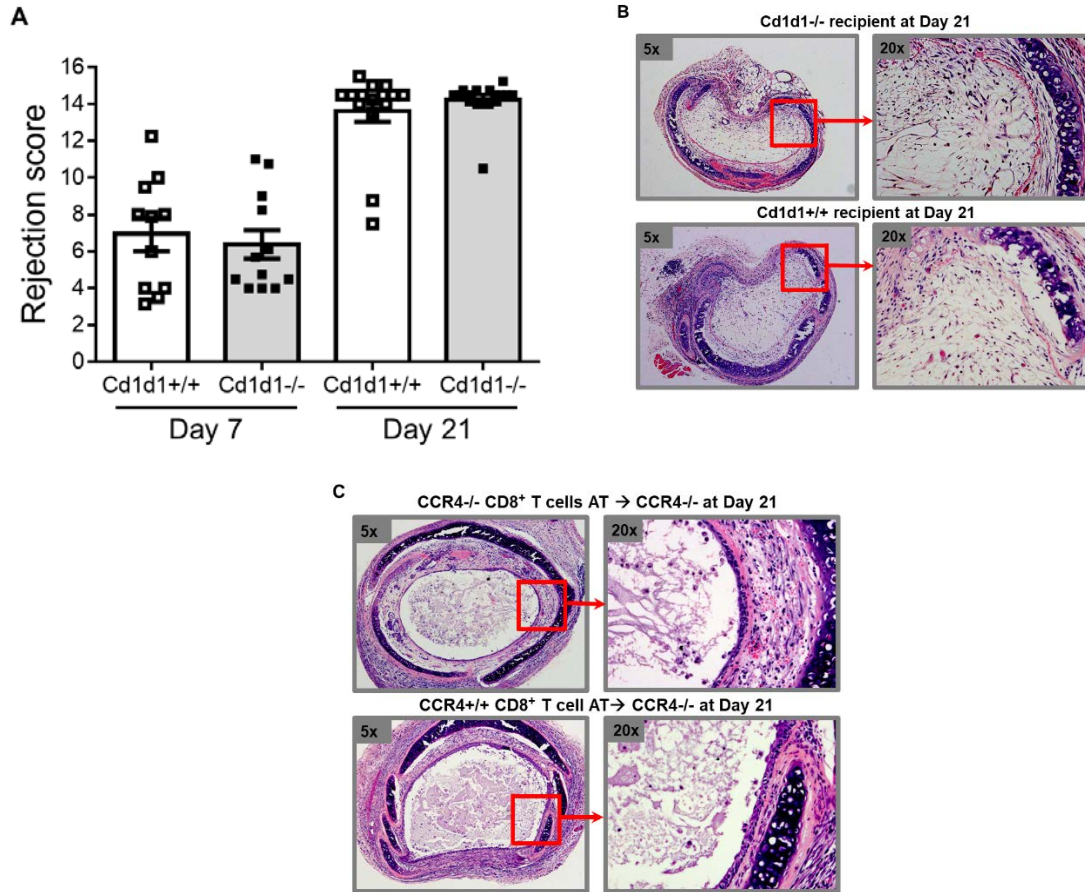 A
Rejection score
16
14
12
10
8
6
4
2
0
Cd1d1+/+ Cd1d1-/- Cd1d1+/+ Cd1d1-/-
Day 7 Day 21
B
Cd1d1-/- recipient at Day 21
5x 20x
Cd1d1+/+ recipient at Day 21
5x 20x
C
CCR4-/- CD8⁺ T cells AT → CCR4-/- at Day 21
5x 20x
CCR4+/+ CD8⁺ T cell AT→ CCR4-/- at Day 21
5x 20x